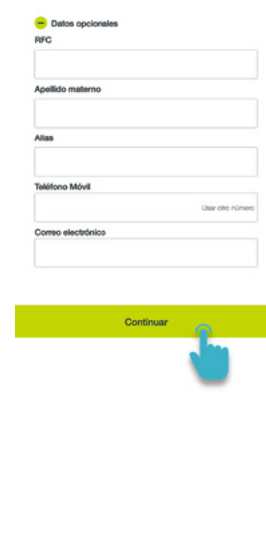 Datos opcionales
RFC
Apellido materno
Alias
Teléfono Móvil
Usar otro número
Correo electrónico
Continuar